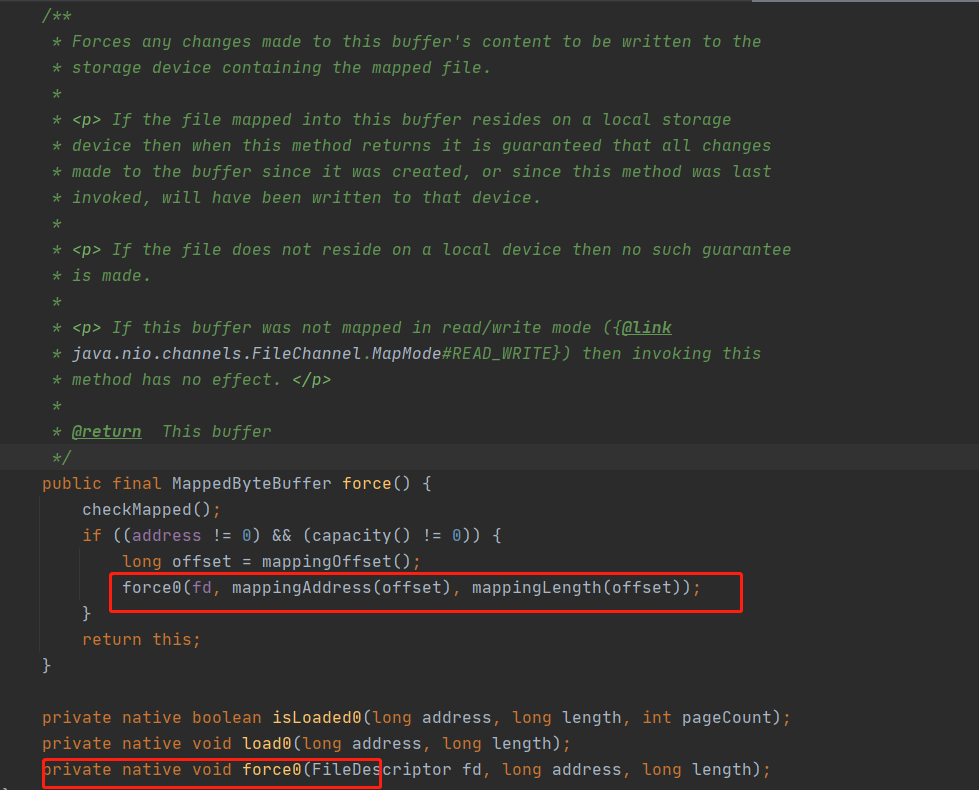 /**
 * Forces any changes made to this buffer's content to be written to the
 * storage device containing the mapped file.
 *
 * <p> If the file mapped into this buffer resides on a local storage
 * device then when this method returns it is guaranteed that all changes
 * made to the buffer since it was created, or since this method was last
 * invoked, will have been written to that device.
 *
 * <p> If the file does not reside on a local device then no such guarantee
 * is made.
 *
 * <p> If this buffer was not mapped in read/write mode ({@link
 * java.nio.channels.FileChannel.MapMode#READ_WRITE}) then invoking this
 * method has no effect. </p>
 *
 * @return  This buffer
 */
public final MappedByteBuffer force() {
    checkMapped();
    if ((address != 0) && (capacity() != 0)) {
        long offset = mappingOffset();
        force0(fd, mappingAddress(offset), mappingLength(offset));
    }
    return this;
}

private native boolean isLoaded0(long address, long length, int pageCount);
private native void load0(long address, long length);
private native void force0(FileDescriptor fd, long address, long length);